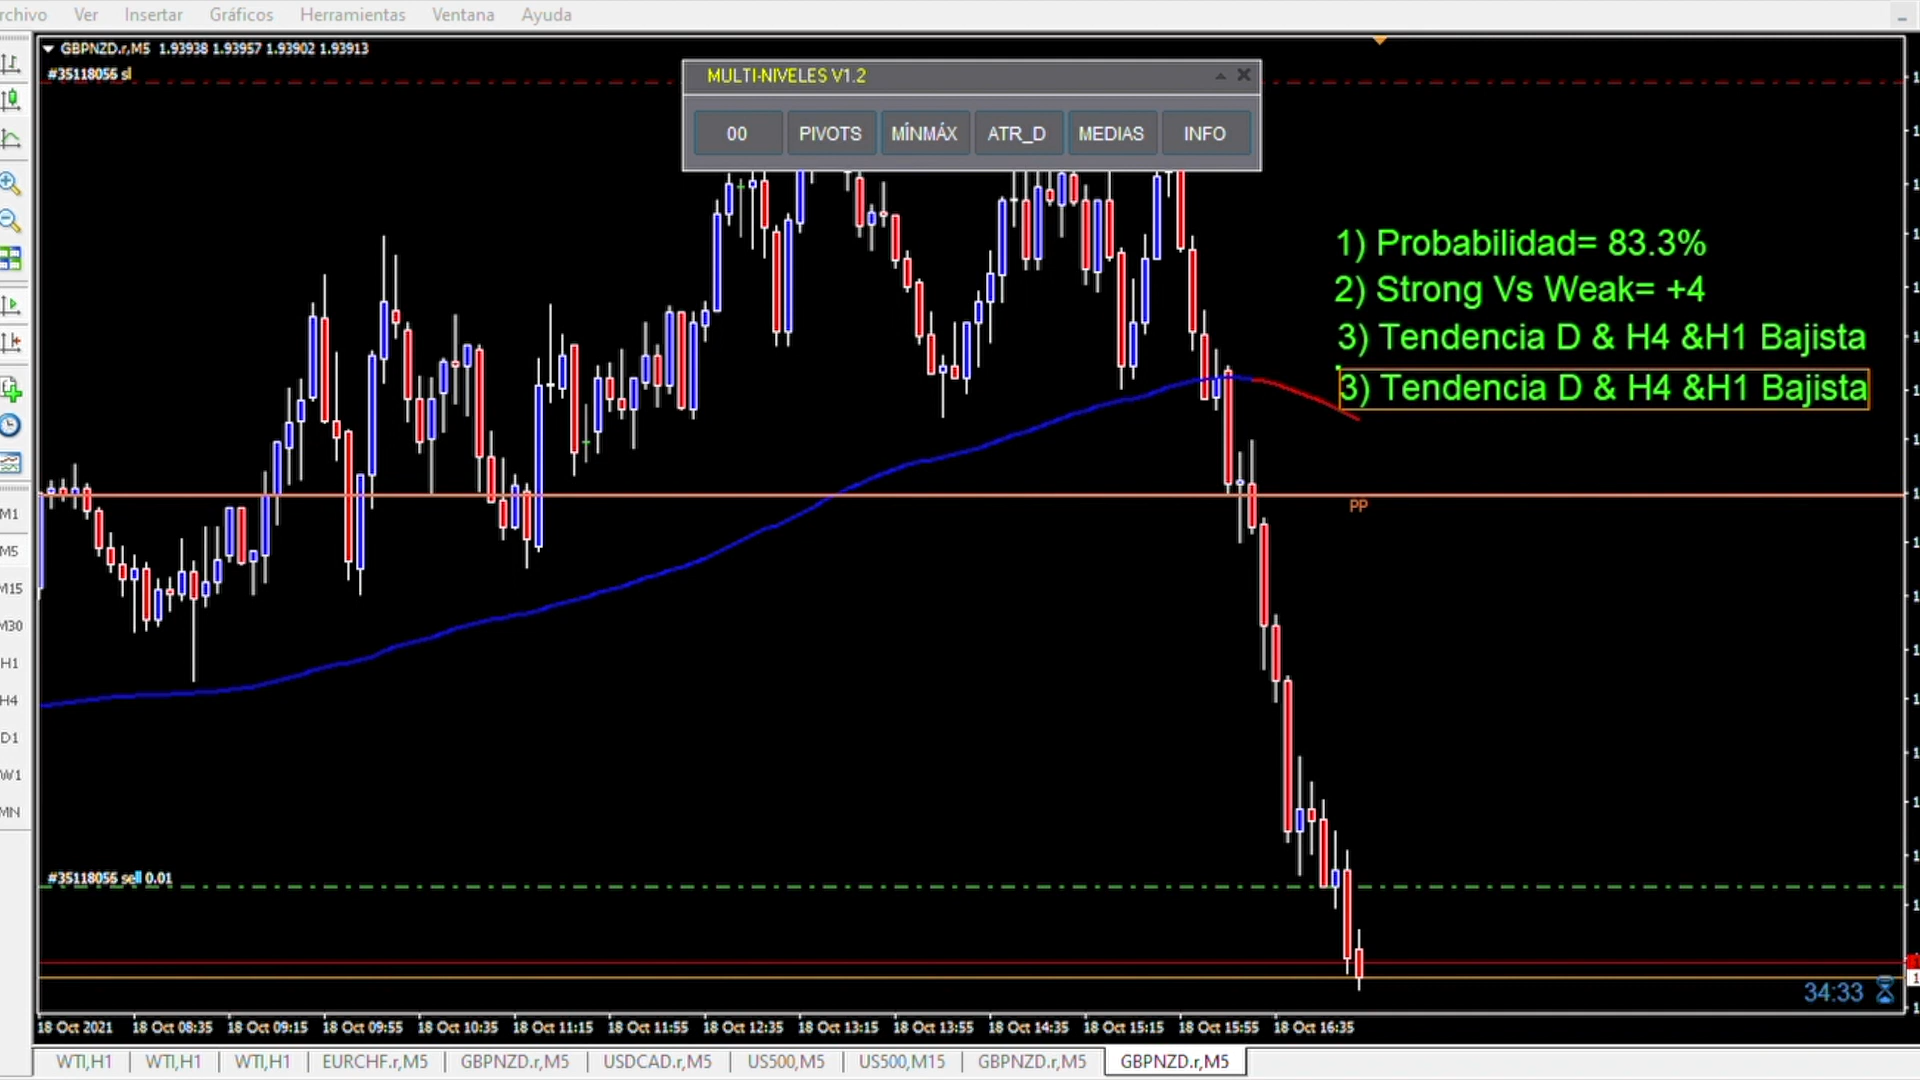 Ver Insertar Gráficos Herramientas Ventana Ayuda
GBPNZD.r,M5 1.93938 1.93957 1.93902 1.93913
#35118056 sl
MULTI-NIVELES V1.2
00 PIVOTS MÍNMÁX ATR_D MEDIAS INFO
1) Probabilidad= 83.3%
2) Strong Vs Weak= +4
3) Tendencia D & H4 &H1 Bajista
3) Tendencia D & H4 &H1 Bajista
PP
M1
M5
M15
M30
H1
H4
D1
W1
MN
#35118056 sell 0.01
34:33
18 Oct 2021 18 Oct 08:35 18 Oct 09:15 18 Oct 09:55 18 Oct 10:35 18 Oct 11:15 18 Oct 11:55 18 Oct 12:35 18 Oct 13:15 18 Oct 13:55 18 Oct 14:35 18 Oct 15:15 18 Oct 15:55 18 Oct 16:35
WTI,H1 WTI,H1 WTI,H1 EURCHF.r,M5 GBPNZD.r,M5 USDCAD.r,M5 US500,M5 US500,M15 GBPNZD.r,M5 GBPNZD.r,M5